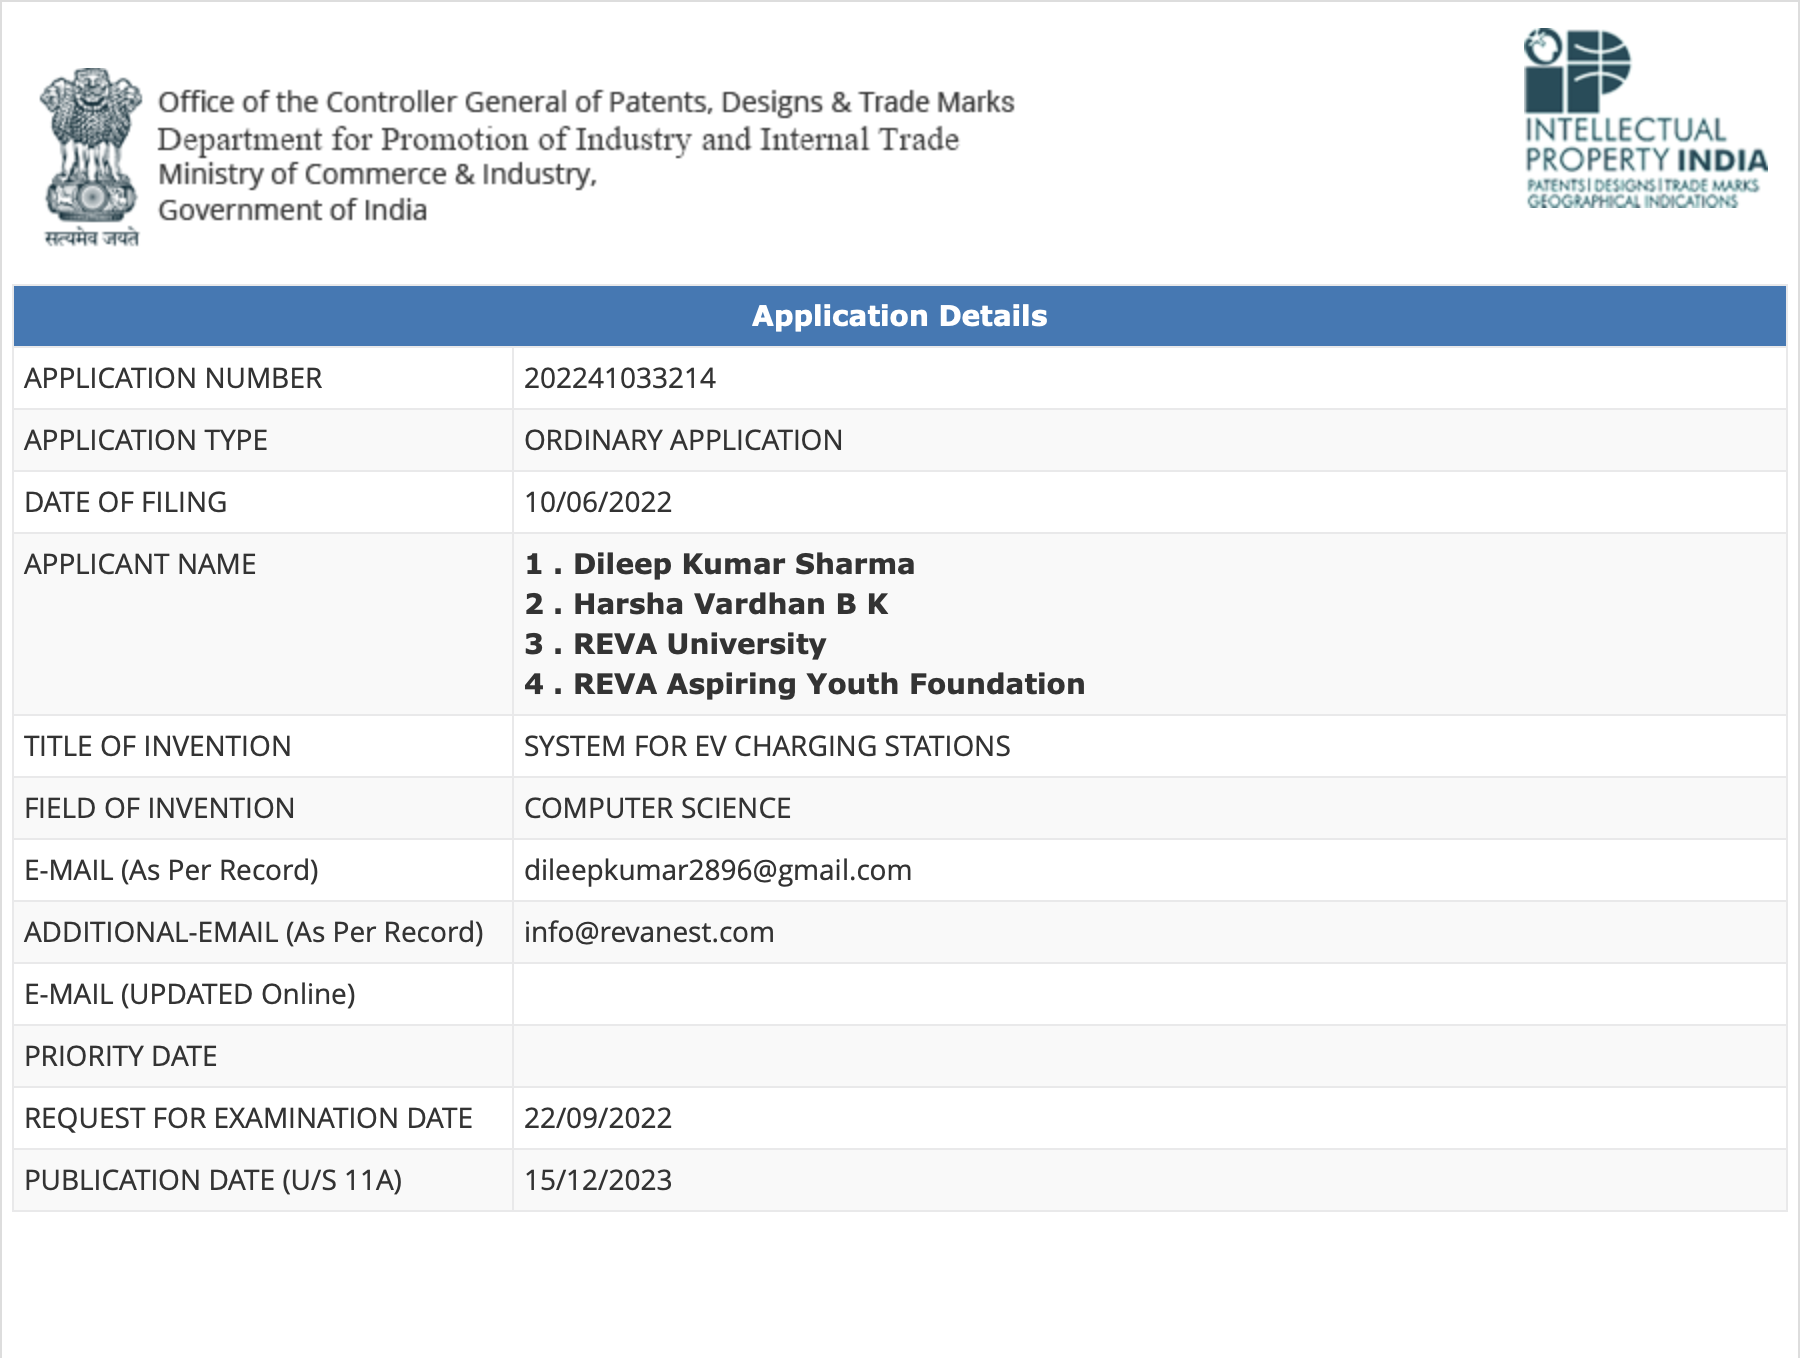 Office of the Controller General of Patents, Designs & Trade Marks
Department for Promotion of Industry and Internal Trade
Ministry of Commerce & Industry,
Government of India
सत्यमेव जयते
INTELLECTUAL
PROPERTY INDIA
PATENTS | DESIGNS | TRADE MARKS
GEOGRAPHICAL INDICATIONS
Application Details
APPLICATION NUMBER 202241033214
APPLICATION TYPE ORDINARY APPLICATION
DATE OF FILING 10/06/2022
APPLICANT NAME 1 . Dileep Kumar Sharma
2 . Harsha Vardhan B K
3 . REVA University
4 . REVA Aspiring Youth Foundation
TITLE OF INVENTION SYSTEM FOR EV CHARGING STATIONS
FIELD OF INVENTION COMPUTER SCIENCE
E-MAIL (As Per Record) dileepkumar2896@gmail.com
ADDITIONAL-EMAIL (As Per Record) info@revanest.com
E-MAIL (UPDATED Online)
PRIORITY DATE
REQUEST FOR EXAMINATION DATE 22/09/2022
PUBLICATION DATE (U/S 11A) 15/12/2023